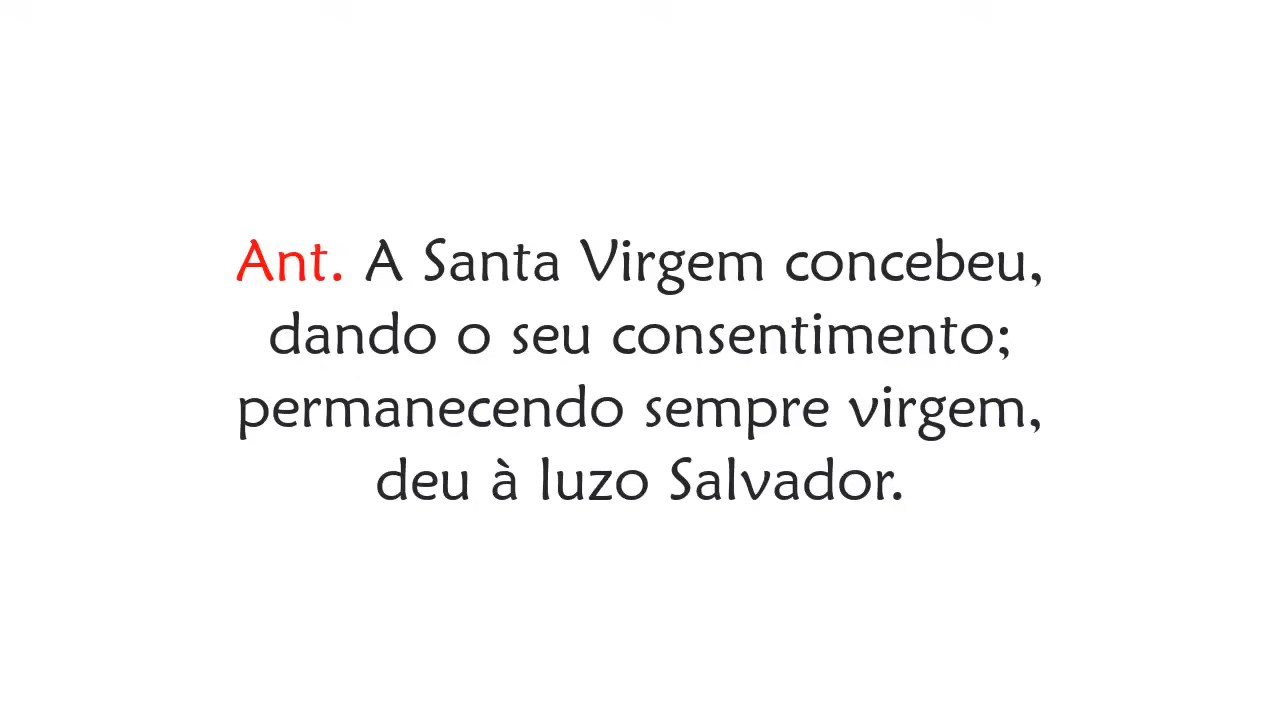 Ant. A Santa Virgem concebeu,
dando o seu consentimento;
permanecendo sempre virgem,
deu à luzo Salvador.